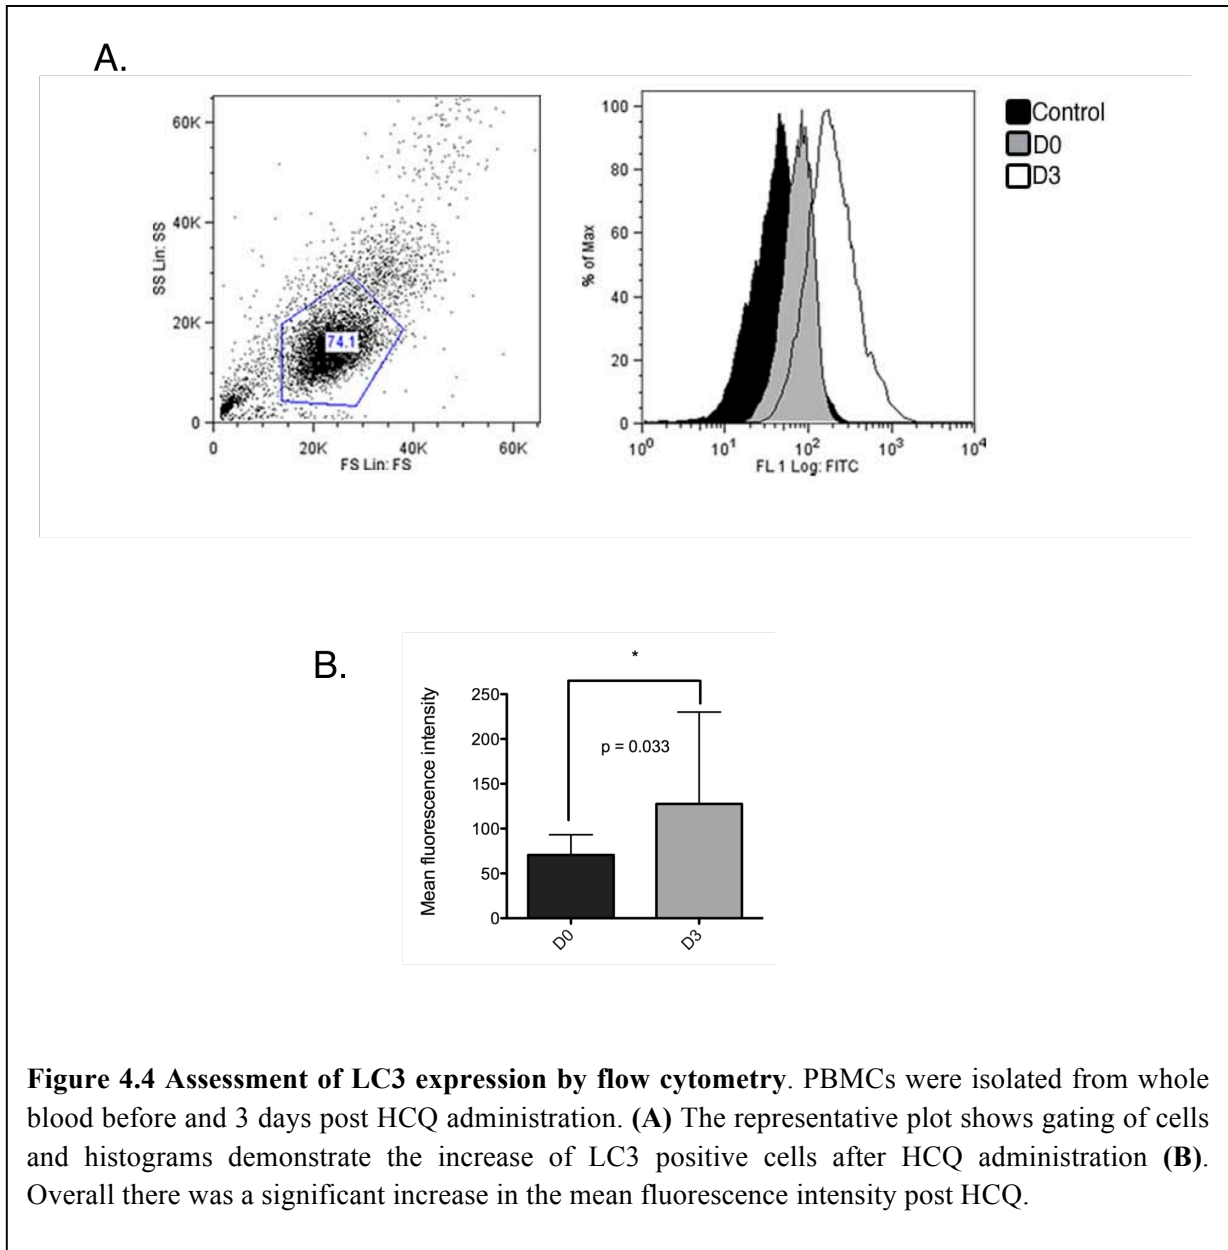 A.
60K
40K
20K
0
SS Lin: SS
74.1
0 20K 40K 60K
FS Lin: FS
100
80
60
40
20
0
% of Max
10⁰ 10¹ 10² 10³ 10⁴
FL 1 Log: FITC
Control
D0
D3
B.
*
Mean fluorescence intensity
250
200
150
100
50
0
p = 0.033
D0 D3
Figure 4.4 Assessment of LC3 expression by flow cytometry. PBMCs were isolated from whole
blood before and 3 days post HCQ administration. (A) The representative plot shows gating of cells
and histograms demonstrate the increase of LC3 positive cells after HCQ administration (B).
Overall there was a significant increase in the mean fluorescence intensity post HCQ.